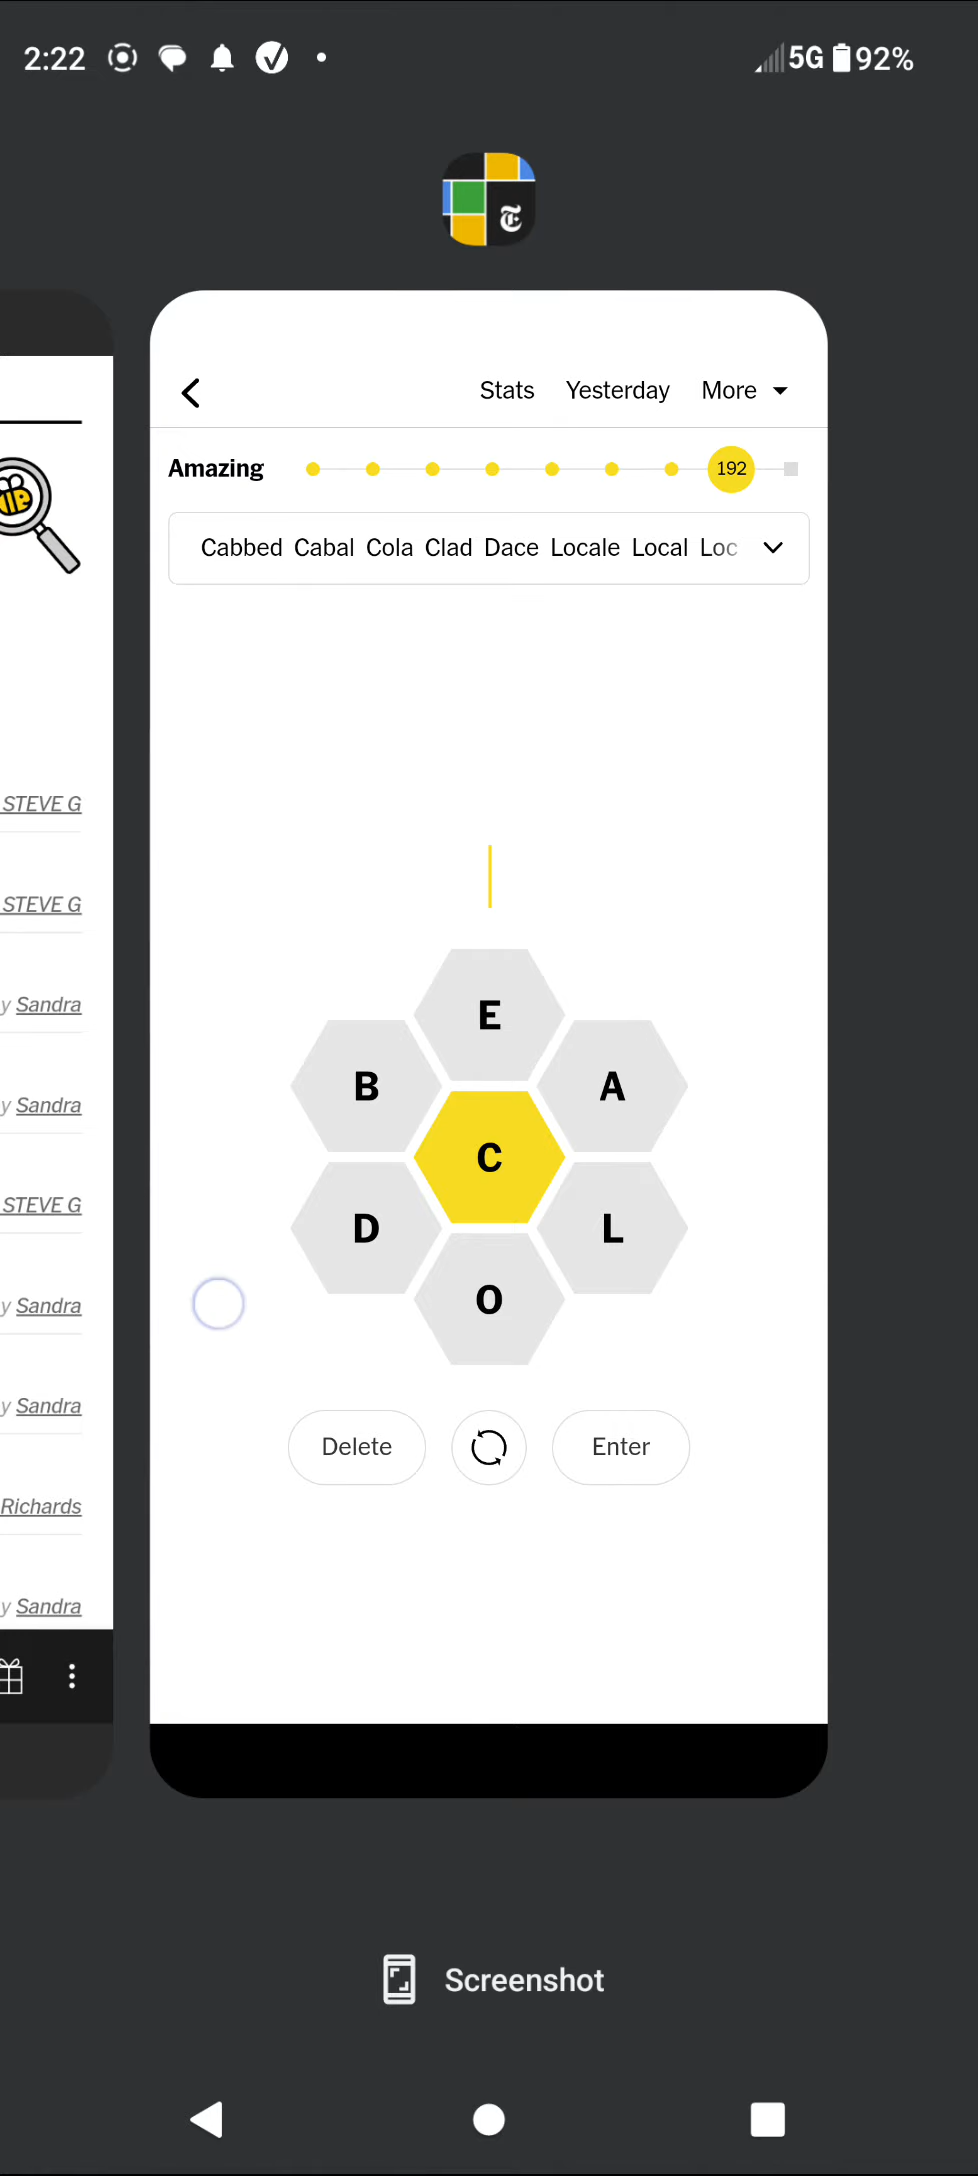 2:22 5G 92%
Stats Yesterday More
Amazing 192
Cabbed Cabal Cola Clad Dace Locale Local Loc
STEVE G
STEVE G
E
y Sandra
B A
y Sandra
C
STEVE G
D L
y Sandra
O
y Sandra
Delete Enter
Richards
y Sandra
Screenshot